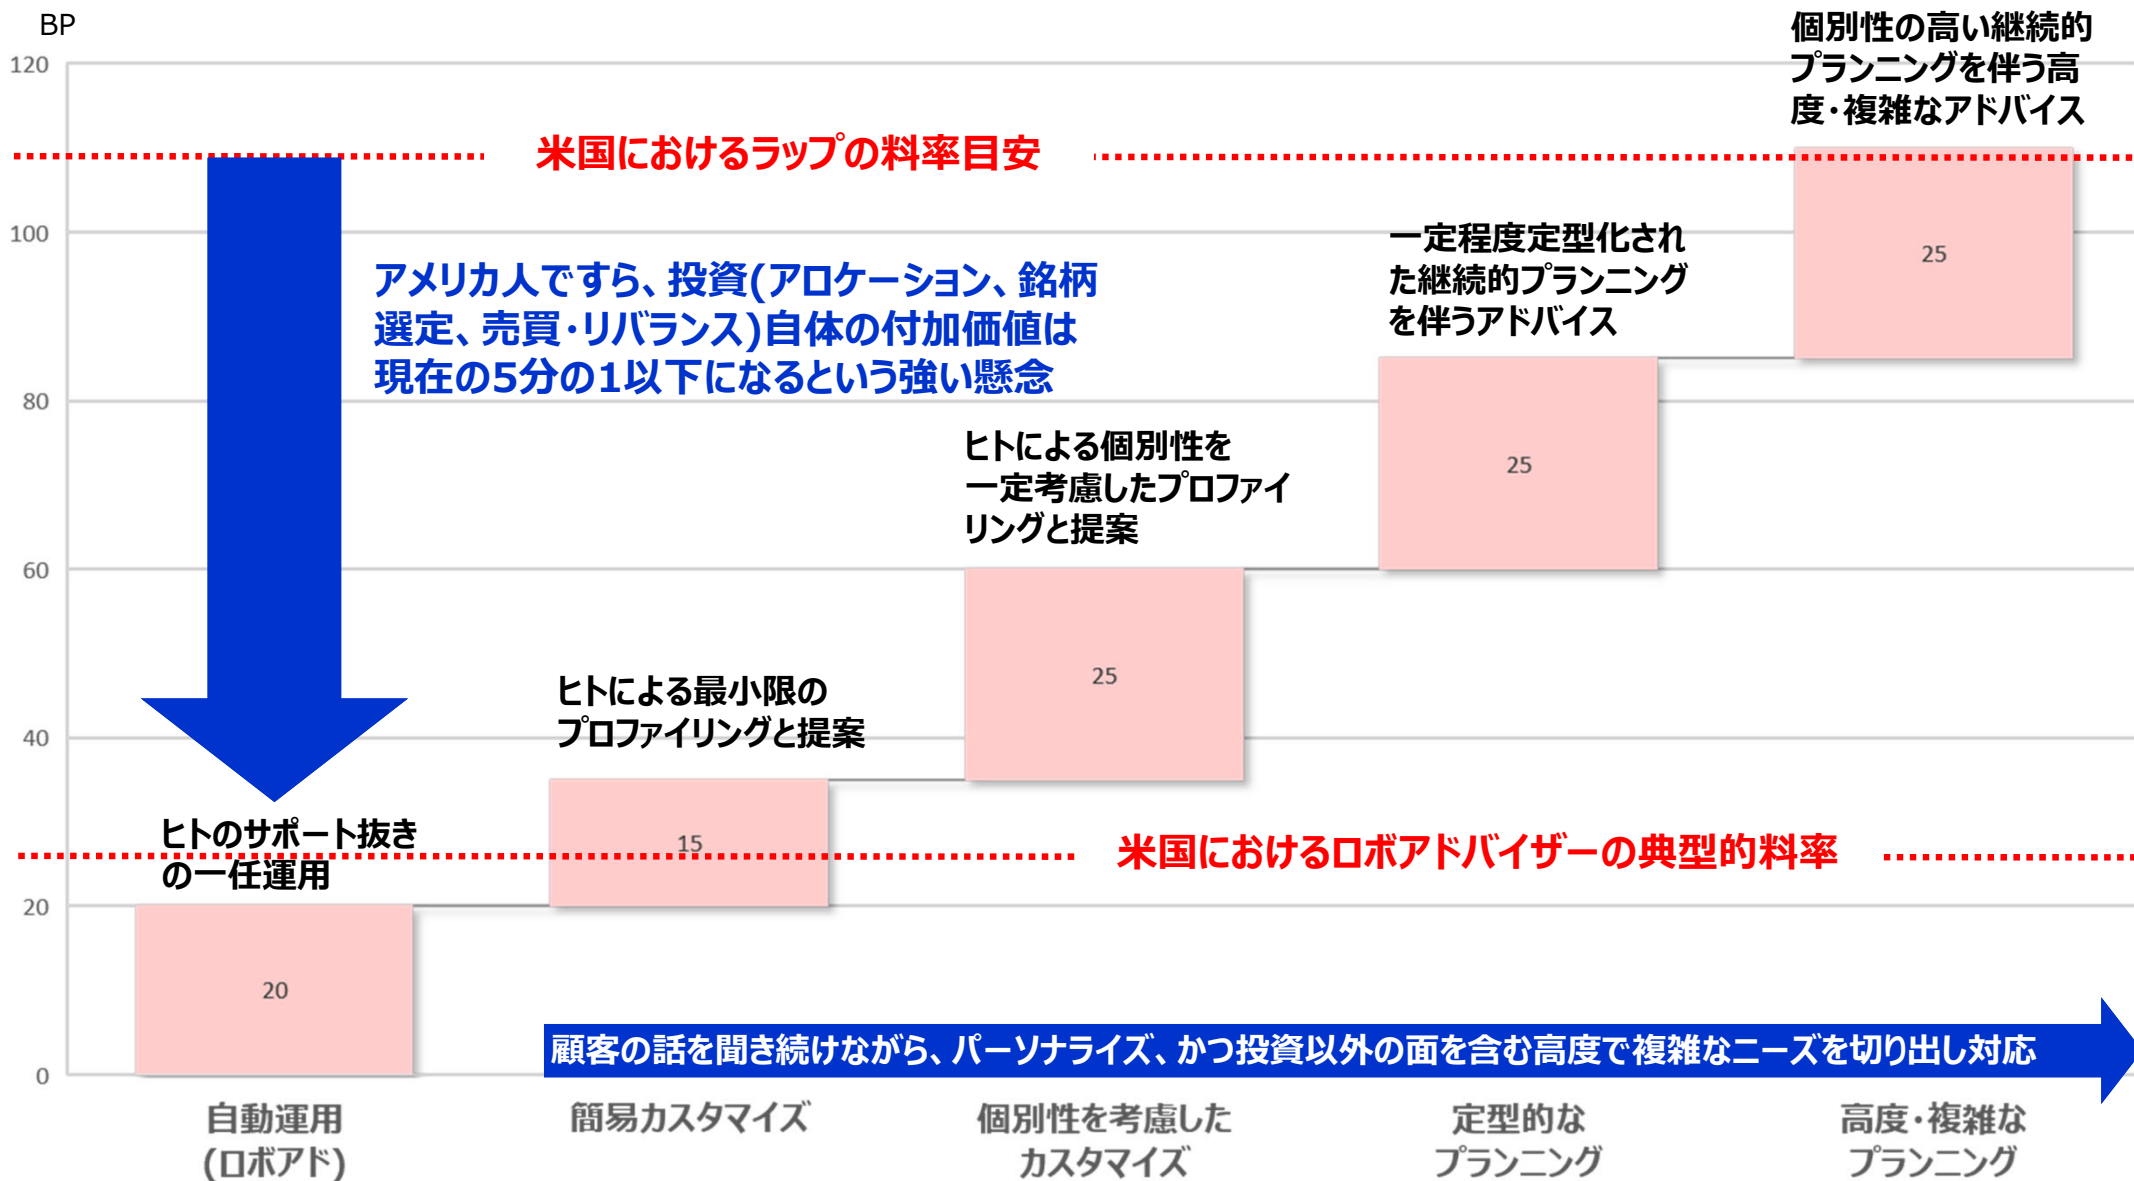 BP
120
100
80
60
40
20
0
米国におけるラップの料率目安
アメリカ人ですら、投資(アロケーション、銘柄
選定、売買・リバランス)自体の付加価値は
現在の5分の1以下になるという強い懸念
ヒトのサポート抜き
の一任運用
20
ヒトによる最小限の
プロファイリングと提案
15
ヒトによる個別性を
一定考慮したプロファイ
リングと提案
25
一定程度定型化され
た継続的プランニング
を伴うアドバイス
25
個別性の高い継続的
プランニングを伴う高
度・複雑なアドバイス
25
米国におけるロボアドバイザーの典型的料率
顧客の話を聞き続けながら、パーソナライズ、かつ投資以外の面を含む高度で複雑なニーズを切り出し対応
自動運用
(ロボアド)
簡易カスタマイズ
個別性を考慮した
カスタマイズ
定型的な
プランニング
高度・複雑な
プランニング